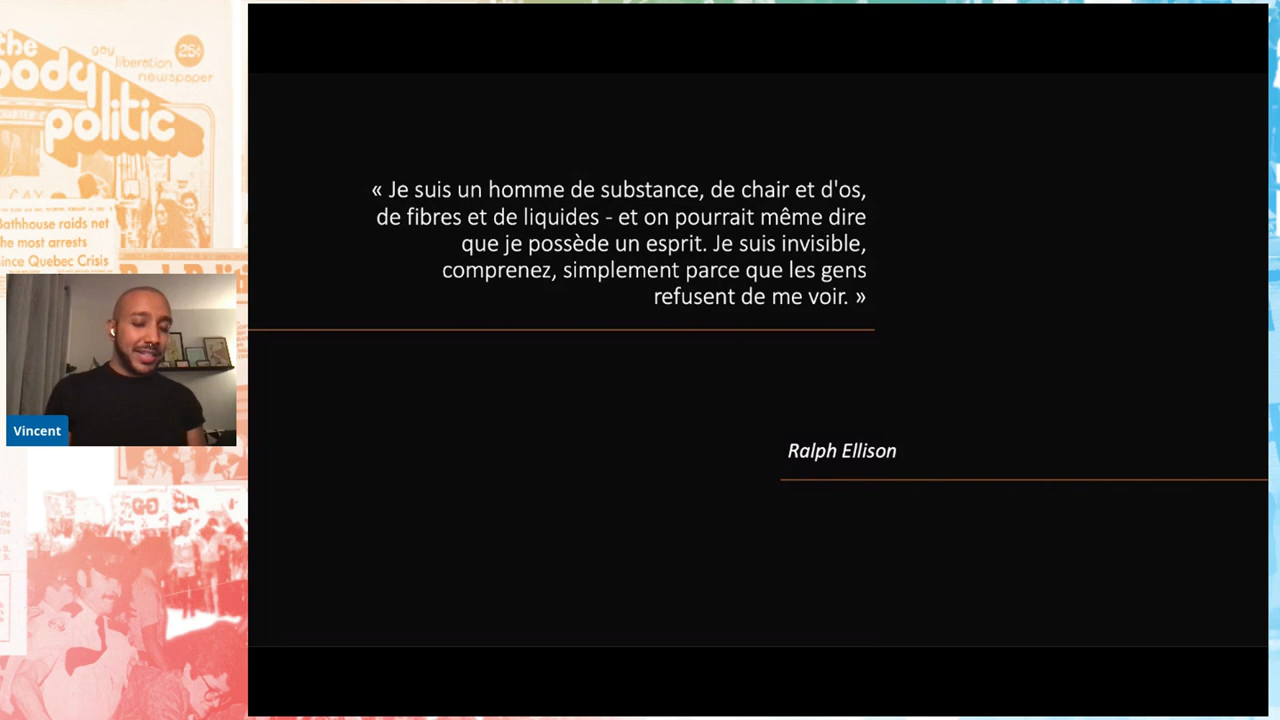 the
body
politic
gay
liberation
newspaper
25¢
Bathhouse raids net
the most arrests
since Quebec Crisis
« Je suis un homme de substance, de chair et d'os,
de fibres et de liquides - et on pourrait même dire
que je possède un esprit. Je suis invisible,
comprenez, simplement parce que les gens
refusent de me voir. »
Ralph Ellison
Vincent